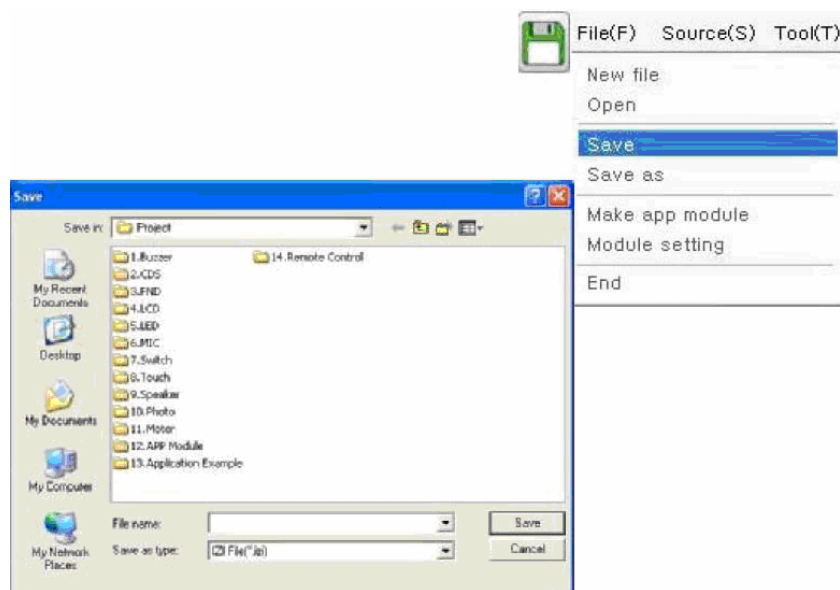 File(F) Source(S) Tool(T)
New file
Open
Save
Save as
Make app module
Module setting
End
Save
Save in: Project
1.Buzzer
2.CDS
3.FND
4.LCD
5.LED
6.MIC
7.Switch
8.Touch
9.Speaker
10.Photo
11.Motor
12.APP Module
13.Application Example
14.Remote Control
My Recent
Documents
Desktop
My Documents
My Computer
My Network
Places
File name:
Save
Save as type:
Cancel